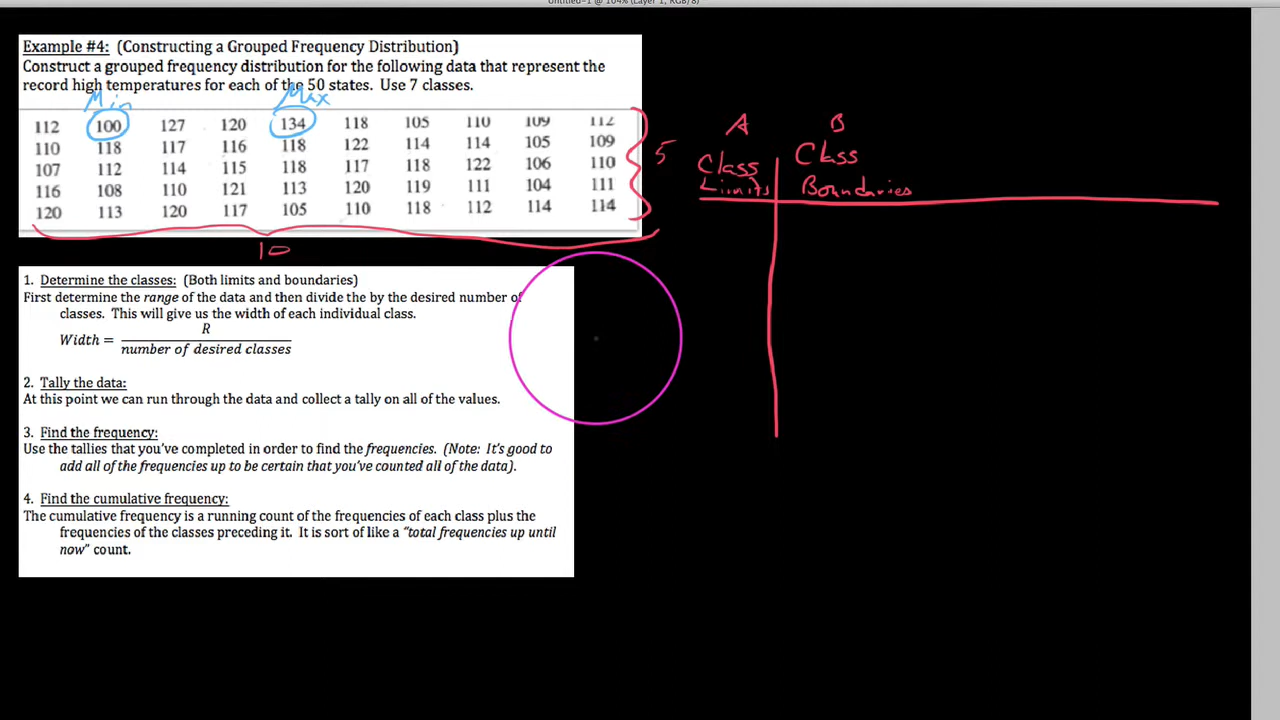 Untitled-1 @ 104% (Layer 1, RGB/8)
Example #4: (Constructing a Grouped Frequency Distribution)
Construct a grouped frequency distribution for the following data that represent the
record high temperatures for each of the 50 states. Use 7 classes.
Min Max
112 100 127 120 134 118 105 110 109 112
110 118 117 116 118 122 114 114 105 109
107 112 114 115 118 117 118 122 106 110
116 108 110 121 113 120 119 111 104 111
120 113 120 117 105 110 118 112 114 114
5
10
A B
Class Class
Limits Boundaries
1. Determine the classes: (Both limits and boundaries)
First determine the range of the data and then divide the by the desired number of
classes. This will give us the width of each individual class.
Width = R
number of desired classes
2. Tally the data:
At this point we can run through the data and collect a tally on all of the values.
3. Find the frequency:
Use the tallies that you've completed in order to find the frequencies. (Note: It's good to
add all of the frequencies up to be certain that you've counted all of the data).
4. Find the cumulative frequency:
The cumulative frequency is a running count of the frequencies of each class plus the
frequencies of the classes preceding it. It is sort of like a "total frequencies up until
now" count.